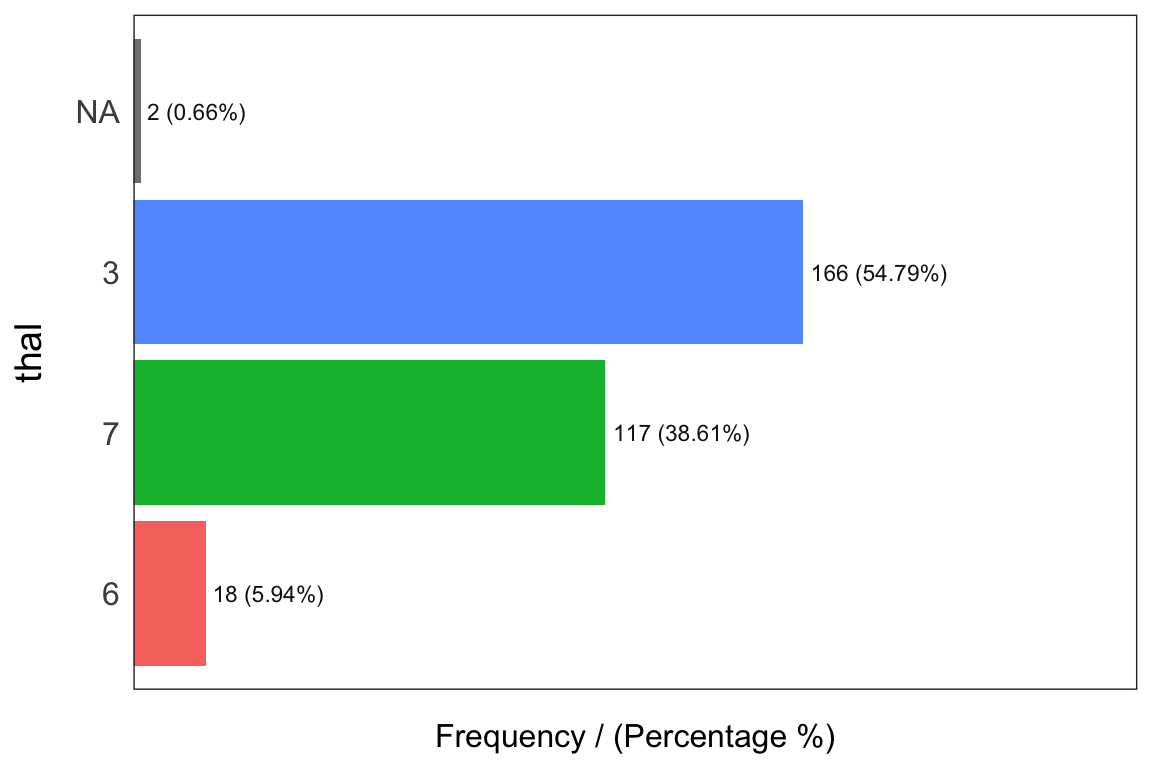 thal
NA
2 (0.66%)
3
166 (54.79%)
7
117 (38.61%)
6
18 (5.94%)
Frequency / (Percentage %)